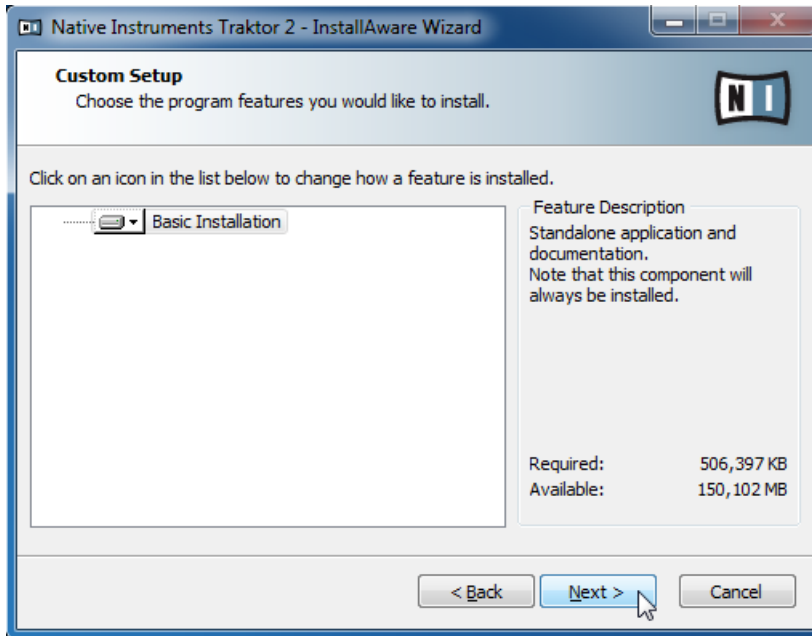 Native Instruments Traktor 2 - InstallAware Wizard
Custom Setup
Choose the program features you would like to install.
NI
Click on an icon in the list below to change how a feature is installed.
Basic Installation
Feature Description
Standalone application and
documentation.
Note that this component will
always be installed.
Required: 506,397 KB
Available: 150,102 MB
< Back
Next >
Cancel